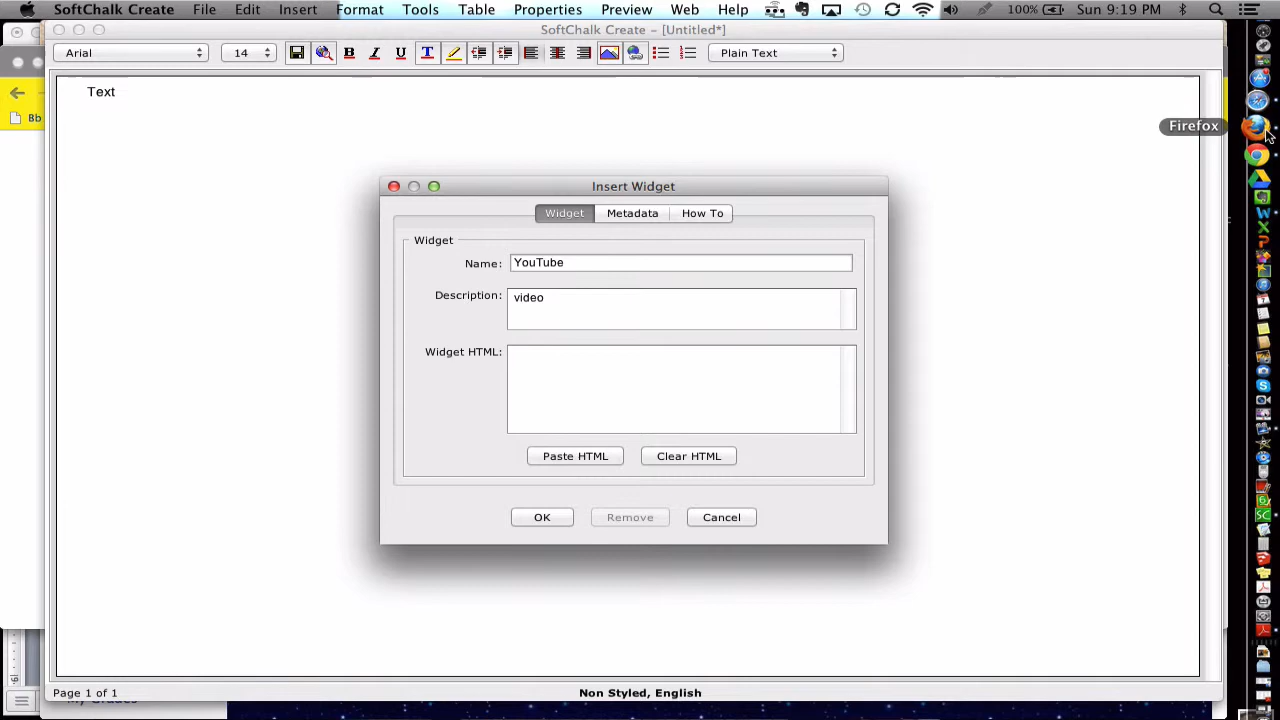 SoftChalk Create File Edit Insert Format Tools Table Properties Preview Web Help 100% Sun 9:19 PM
SoftChalk Create – [Untitled*]
Arial 14 B I U T Plain Text
Text
Bb
Firefox
Insert Widget
Widget Metadata How To
Widget
Name: YouTube
Description: video
Widget HTML:
Paste HTML Clear HTML
OK Remove Cancel
Page 1 of 1 Non Styled, English